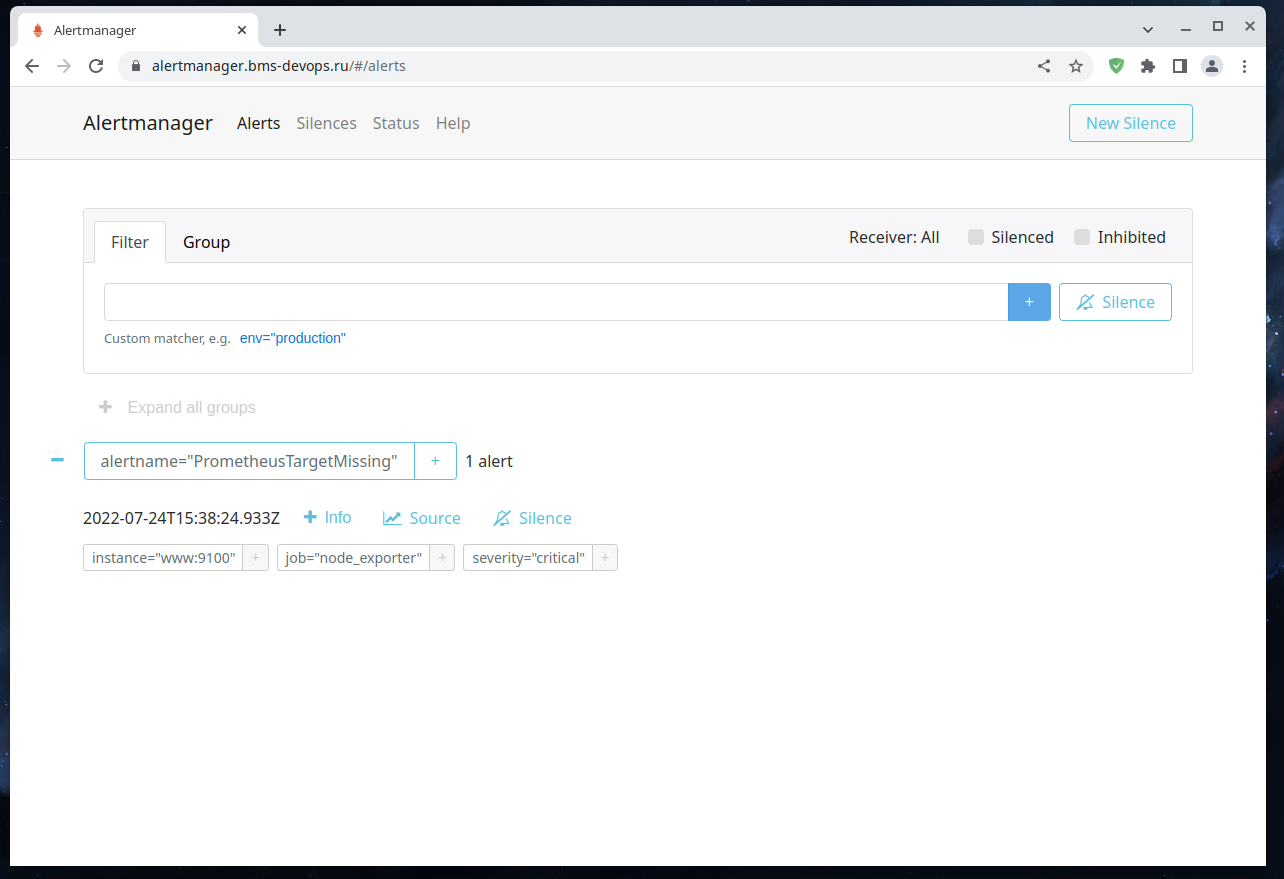 Alertmanager
alertmanager.bms-devops.ru/#/alerts
Alertmanager Alerts Silences Status Help New Silence
Filter Group Receiver: All Silenced Inhibited
+ Silence
Custom matcher, e.g. env="production"
+ Expand all groups
alertname="PrometheusTargetMissing" + 1 alert
2022-07-24T15:38:24.933Z + Info Source Silence
instance="www:9100" + job="node_exporter" + severity="critical" +